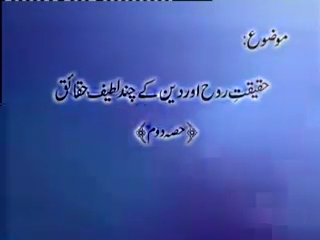 موضوع:
حقیقتِ روح اور دین کے چند لطیف حقائق
﴿حصہ دوم﴾